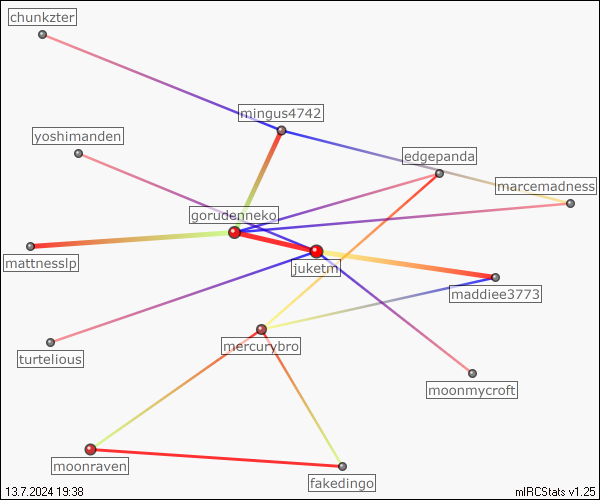 chunkzter
mingus4742
yoshimanden
edgepanda
marcemadness
gorudenneko
mattnesslp
juketm
maddiee3773
mercurybro
turtelious
moonmycroft
moonraven
fakedingo
13.7.2024 19:38
mIRCStats v1.25